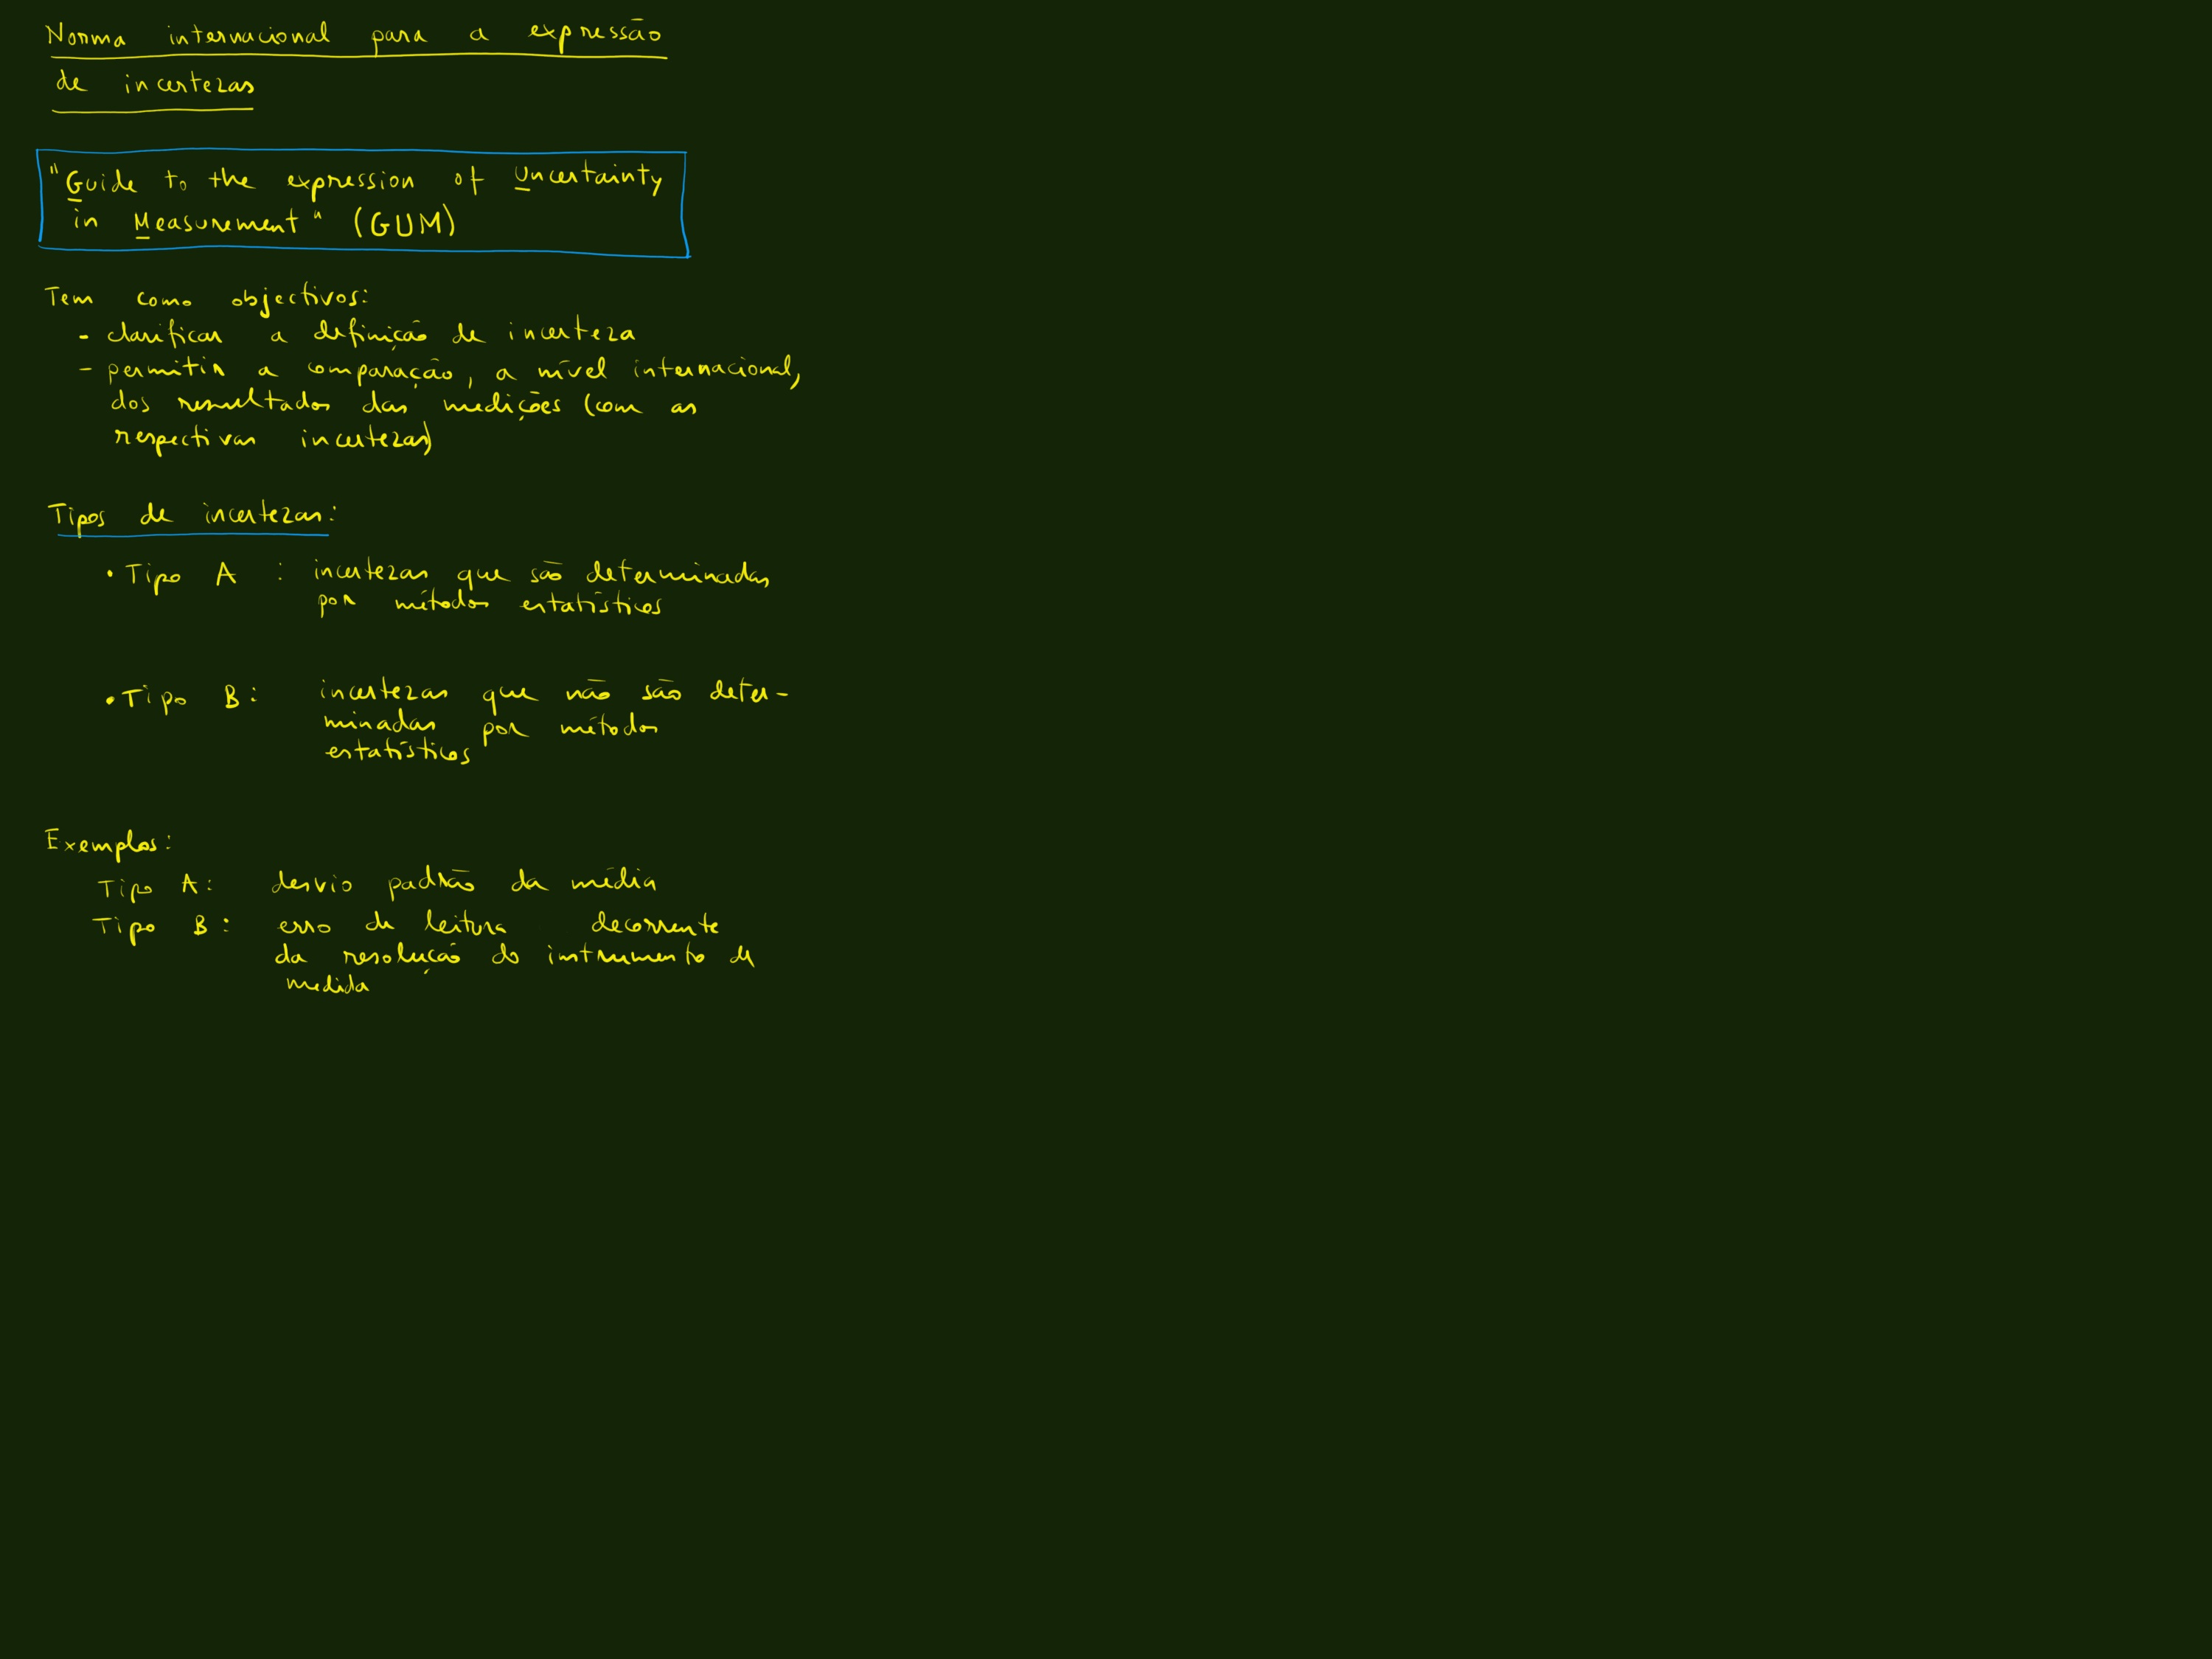 Norma internacional para a expressão
de incertezas
"Guide to the expression of Uncertainty
in Measurement" (GUM)
Tem como objectivos:
- clarificar a definição de incerteza
- permitir a comparação, a nível internacional,
dos resultados das medições (com as
respectivas incertezas)
Tipos de incertezas:
• Tipo A : incertezas que são determinadas
por métodos estatísticos
• Tipo B: incertezas que não são deter-
minadas por métodos
estatísticos
Exemplos:
Tipo A: desvio padrão da média
Tipo B: erro de leitura decorrente
da resolução do instrumento de
medida